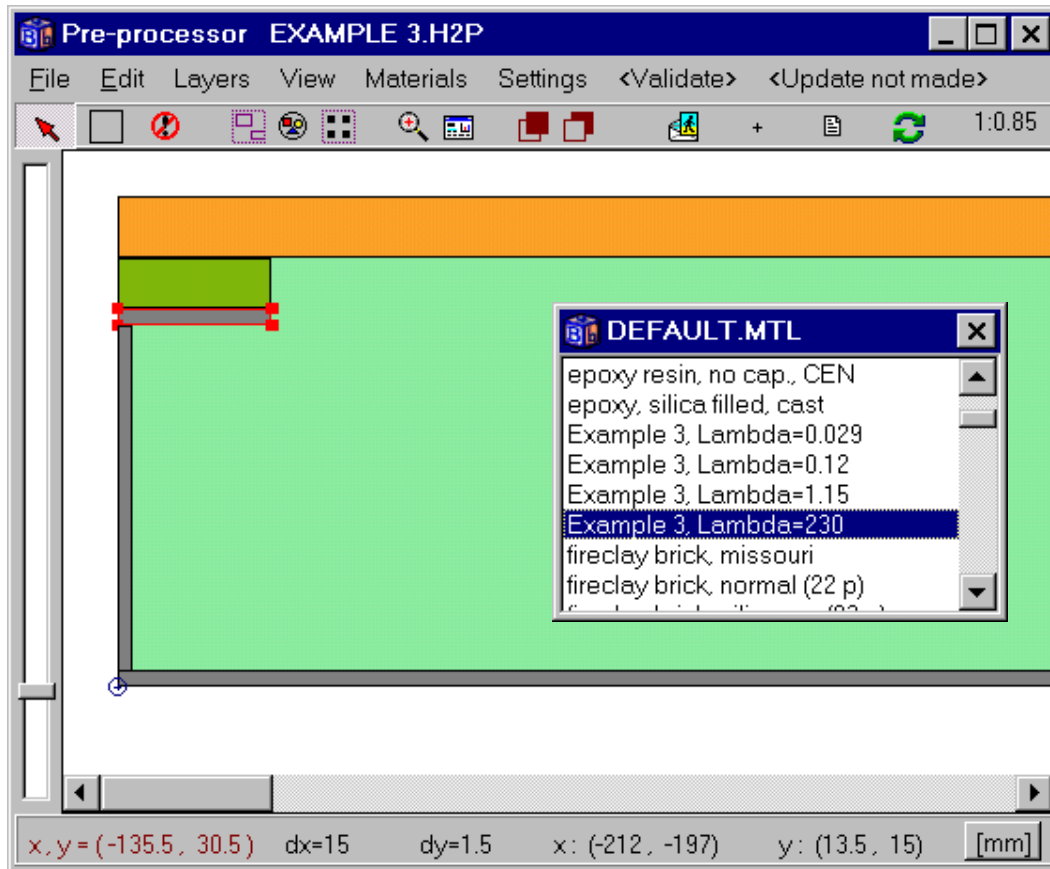 Pre-processor EXAMPLE 3.H2P
File Edit Layers View Materials Settings <Validate> <Update not made>
1:0.85
DEFAULT.MTL
epoxy resin, no cap., CEN
epoxy, silica filled, cast
Example 3, Lambda=0.029
Example 3, Lambda=0.12
Example 3, Lambda=1.15
Example 3, Lambda=230
fireclay brick, missouri
fireclay brick, normal (22 p)
x,y=(-135.5, 30.5) dx=15 dy=1.5 x: (-212, -197) y: (13.5, 15) [mm]